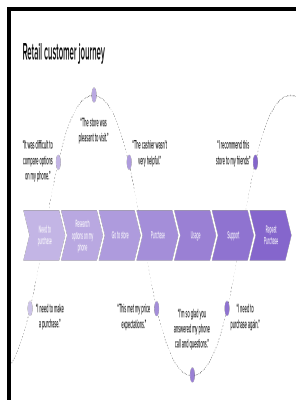 Retail customer journey
"The store was
pleasant to visit."
"It was difficult to
compare options
on my phone."
"The cashier wasn't
very helpful."
"I recommend this
store to my friends"
Need to
purchase
Research
options on my
phone
Go to store
Purchase
Usage
Support
Repeat
Purchase
"I need to make
a purchase."
"This met my price
expectations."
"I'm so glad you
answered my phone
call and questions."
"I need to
purchase again."